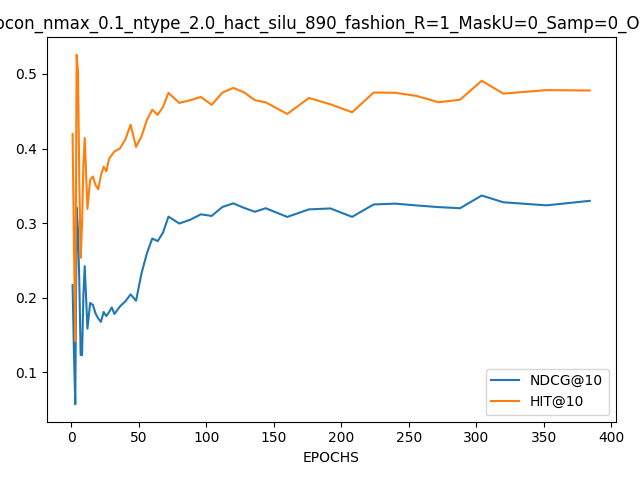 ocon_nmax_0.1_ntype_2.0_hact_silu_890_fashion_R=1_MaskU=0_Samp=0_O
0.5
0.4
0.3
0.2
0.1
NDCG@10
HIT@10
0 50 100 150 200 250 300 350 400
EPOCHS